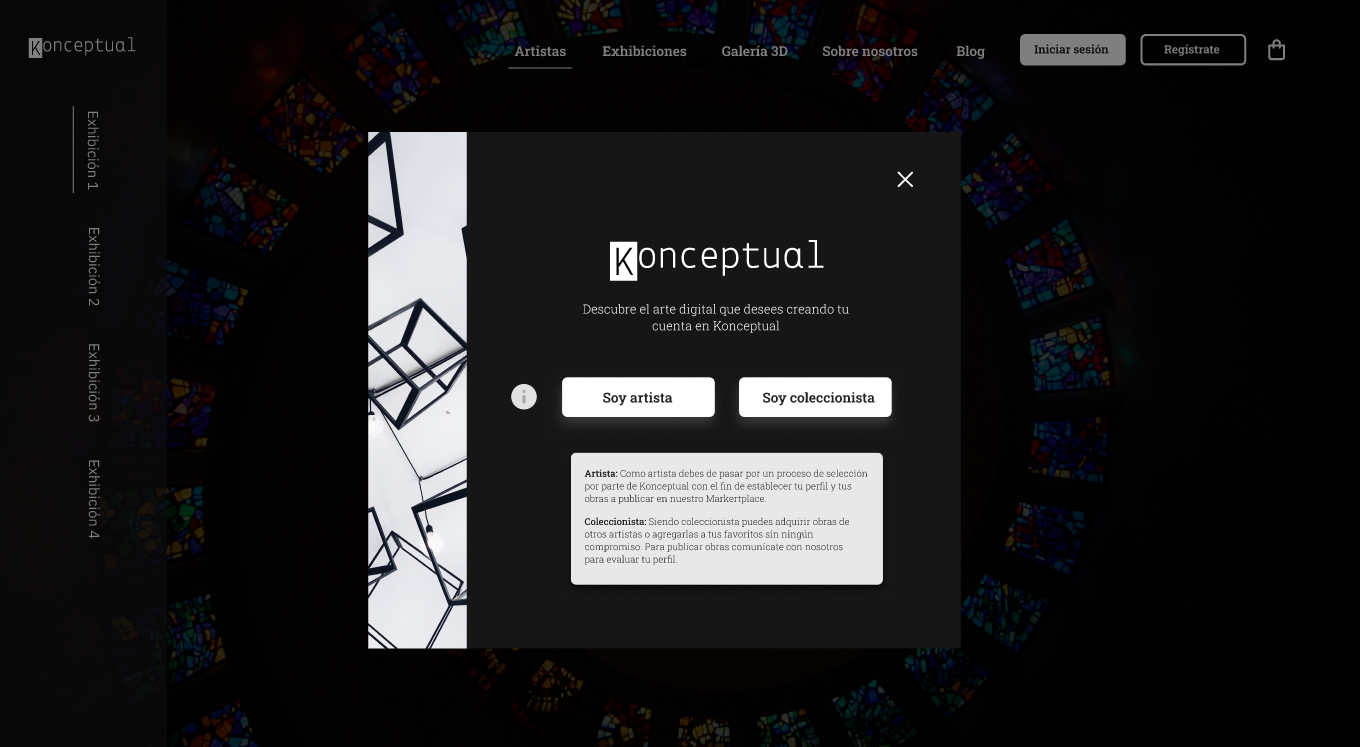 Konceptual
Artistas
Exhibiciones
Galería 3D
Sobre nosotros
Blog
Iniciar sesión
Regístrate
Exhibición 1
Exhibición 2
Exhibición 3
Exhibición 4
Konceptual
Descubre el arte digital que desees creando tu
cuenta en Konceptual
Soy artista
Soy coleccionista
Artista: Como artista debes de pasar por un proceso de selección
por parte de Konceptual con el fin de establecer tu perfil y tus
obras a publicar en nuestro Markertplace.
Coleccionista: Siendo coleccionista puedes adquirir obras de
otros artistas o agregarlas a tus favoritos sin ningún
compromiso. Para publicar obras comunícate con nosotros
para evaluar tu perfil.